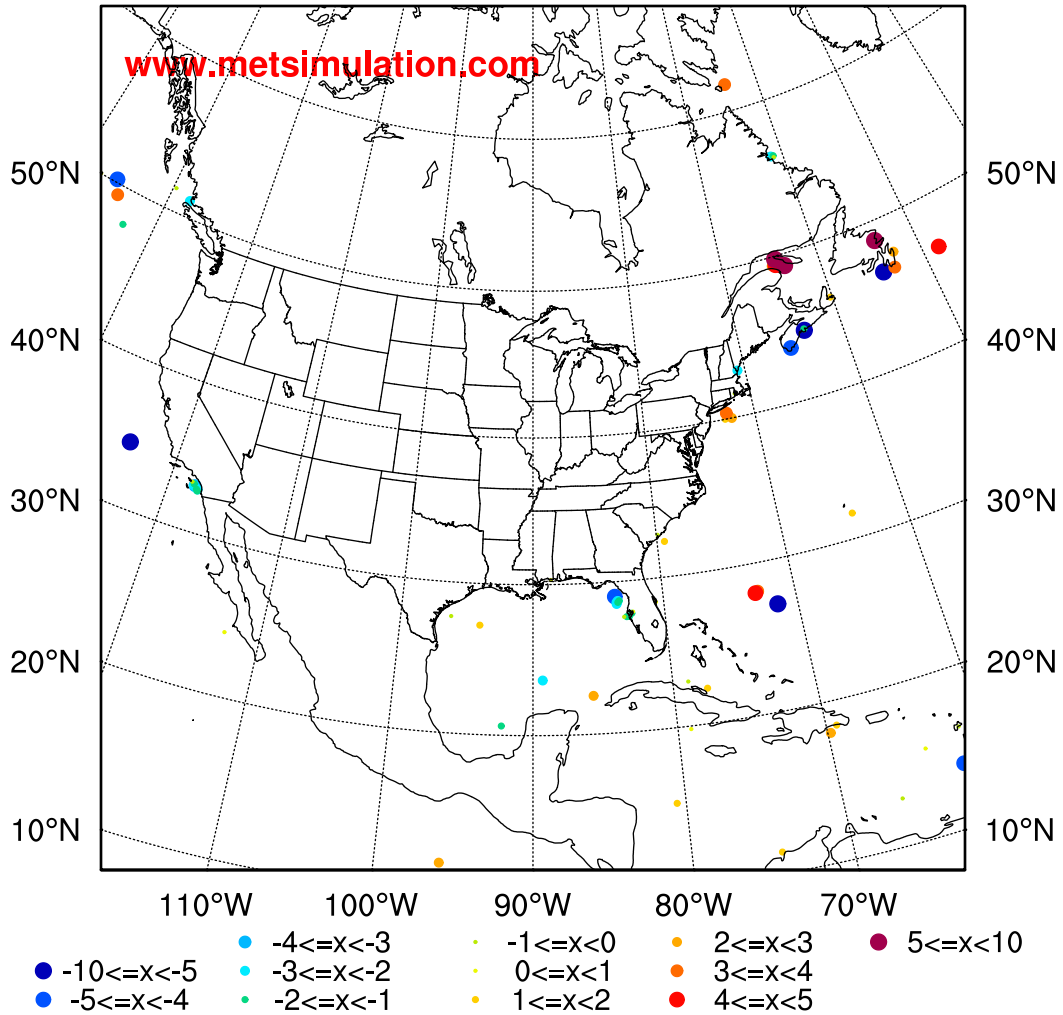 www.metsimulation.com
50°N 50°N
40°N 40°N
30°N 30°N
20°N 20°N
10°N 10°N
110°W 100°W 90°W 80°W 70°W
-4<=x<-3 -1<=x<0 2<=x<3 5<=x<10
-10<=x<-5 -3<=x<-2 0<=x<1 3<=x<4
-5<=x<-4 -2<=x<-1 1<=x<2 4<=x<5